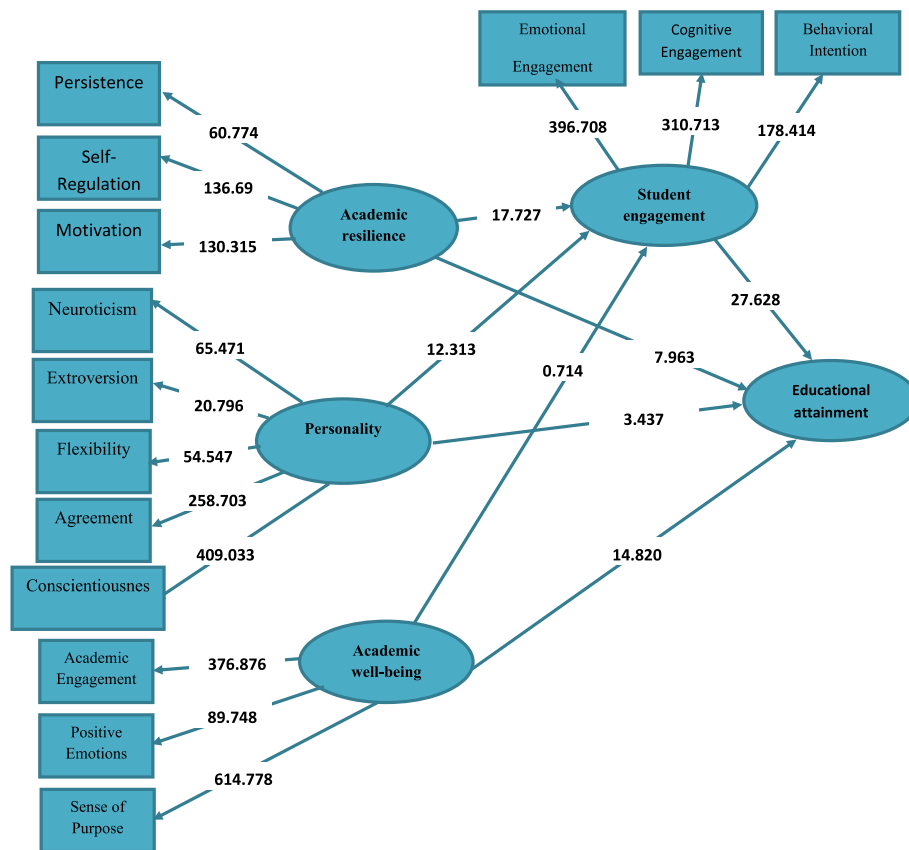 Emotional
Engagement
Cognitive
Engagement
Behavioral
Intention
Persistence
396.708
310.713
178.414
60.774
Self-
Regulation
136.69
Student
engagement
Academic
resilience
17.727
Motivation
130.315
Neuroticism
27.628
65.471
12.313
0.714
7.963
Extroversion
20.796
Educational
attainment
Personality
3.437
Flexibility
54.547
258.703
Agreement
409.033
14.820
Conscientiousnes
Academic
Engagement
376.876
Academic
well-being
Positive
Emotions
89.748
614.778
Sense of
Purpose